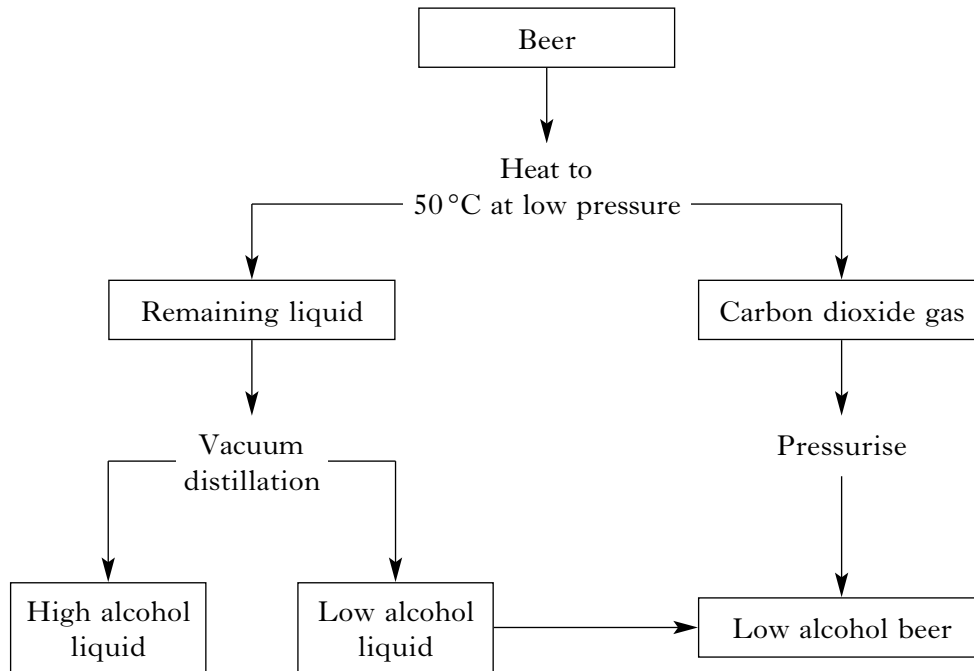 Beer
Heat to
50 °C at low pressure
Remaining liquid
Carbon dioxide gas
Vacuum
distillation
Pressurise
High alcohol
liquid
Low alcohol
liquid
Low alcohol beer